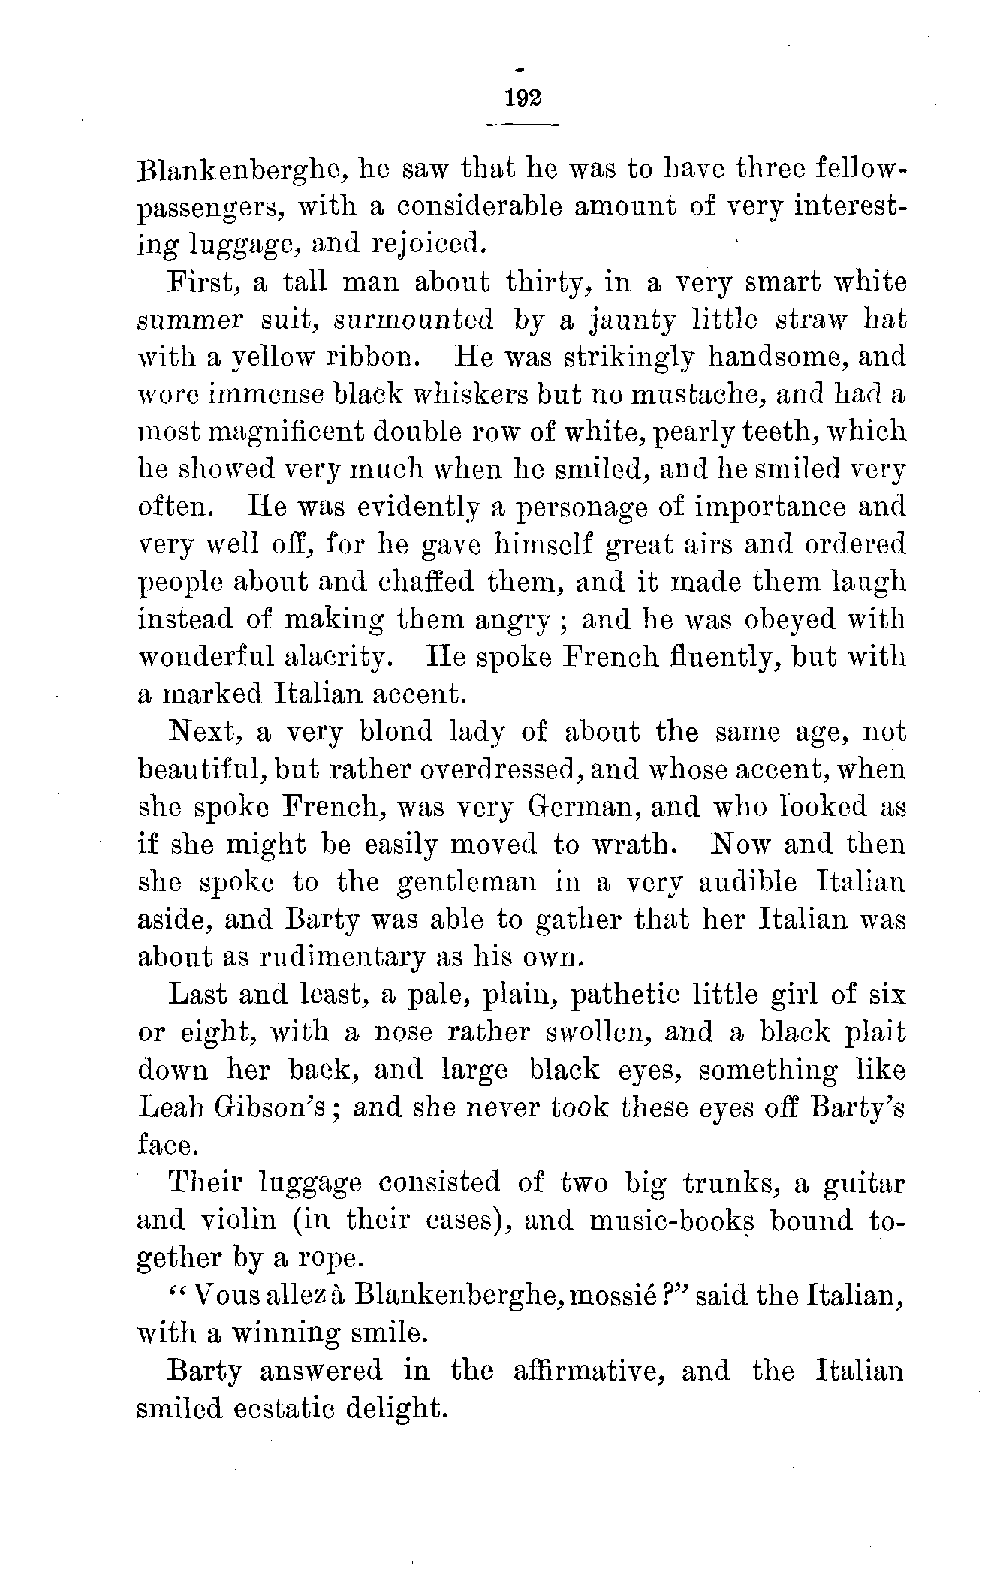 192
Blankenberghe, he saw that he was to have three fellow-
passengers, with a considerable amount of very interest-
ing luggage, and rejoiced.
First, a tall man about thirty, in a very smart white
summer suit, surmounted by a jaunty little straw hat
with a yellow ribbon. He was strikingly handsome, and
wore immense black whiskers but no mustache, and had a
most magnificent double row of white, pearly teeth, which
he showed very much when he smiled, and he smiled very
often. He was evidently a personage of importance and
very well off, for he gave himself great airs and ordered
people about and chaffed them, and it made them laugh
instead of making them angry ; and he was obeyed with
wonderful alacrity. He spoke French fluently, but with
a marked Italian accent.
Next, a very blond lady of about the same age, not
beautiful, but rather overdressed, and whose accent, when
she spoke French, was very German, and who looked as
if she might be easily moved to wrath. Now and then
she spoke to the gentleman in a very audible Italian
aside, and Barty was able to gather that her Italian was
about as rudimentary as his own.
Last and least, a pale, plain, pathetic little girl of six
or eight, with a nose rather swollen, and a black plait
down her back, and large black eyes, something like
Leah Gibson's ; and she never took these eyes off Barty's
face.
Their luggage consisted of two big trunks, a guitar
and violin (in their cases), and music-books bound to-
gether by a rope.
“ Vous allez à Blankenberghe, mossié ?” said the Italian,
with a winning smile.
Barty answered in the affirmative, and the Italian
smiled ecstatic delight.